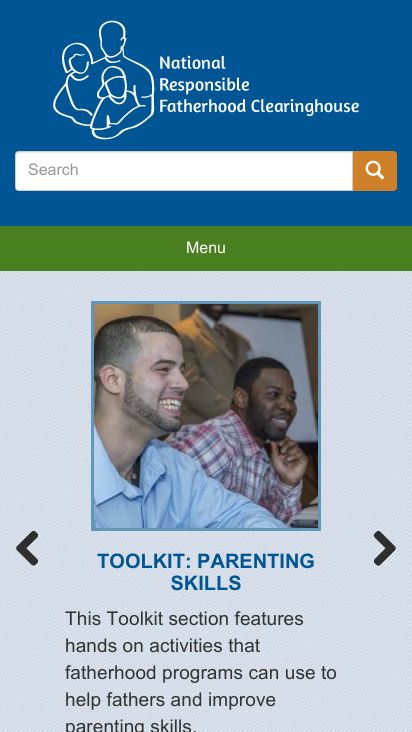 National
Responsible
Fatherhood Clearinghouse
Search
Menu
TOOLKIT: PARENTING
SKILLS
This Toolkit section features
hands on activities that
fatherhood programs can use to
help fathers and improve
parenting skills.